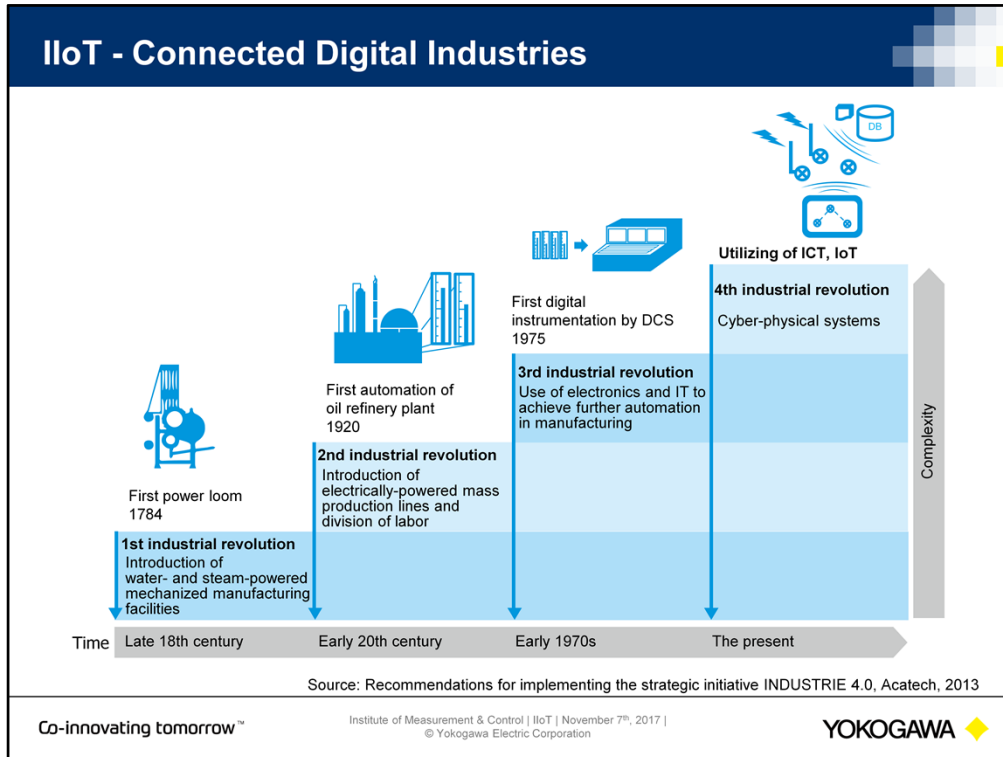 IIoT - Connected Digital Industries
DB
Utilizing of ICT, IoT
4th industrial revolution
Cyber-physical systems
First digital
instrumentation by DCS
1975
3rd industrial revolution
Use of electronics and IT to
achieve further automation
in manufacturing
First automation of
oil refinery plant
1920
2nd industrial revolution
Introduction of
electrically-powered mass
production lines and
division of labor
First power loom
1784
1st industrial revolution
Introduction of
water- and steam-powered
mechanized manufacturing
facilities
Complexity
Time
Late 18th century
Early 20th century
Early 1970s
The present
Source: Recommendations for implementing the strategic initiative INDUSTRIE 4.0, Acatech, 2013
Co-innovating tomorrow™
Institute of Measurement & Control | IIoT | November 7th, 2017 |
© Yokogawa Electric Corporation
YOKOGAWA